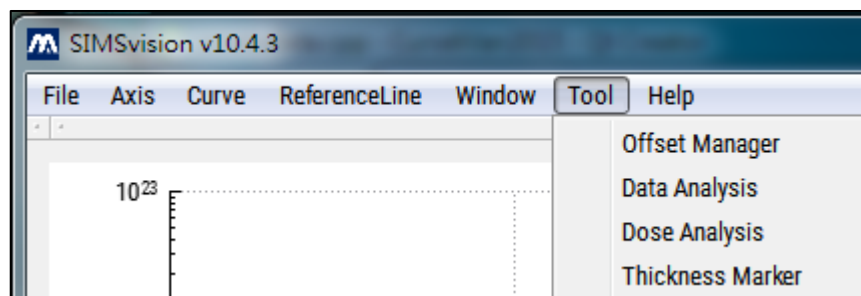 SIMSvision v10.4.3
File Axis Curve ReferenceLine Window Tool Help
Offset Manager
10²³
Data Analysis
Dose Analysis
Thickness Marker